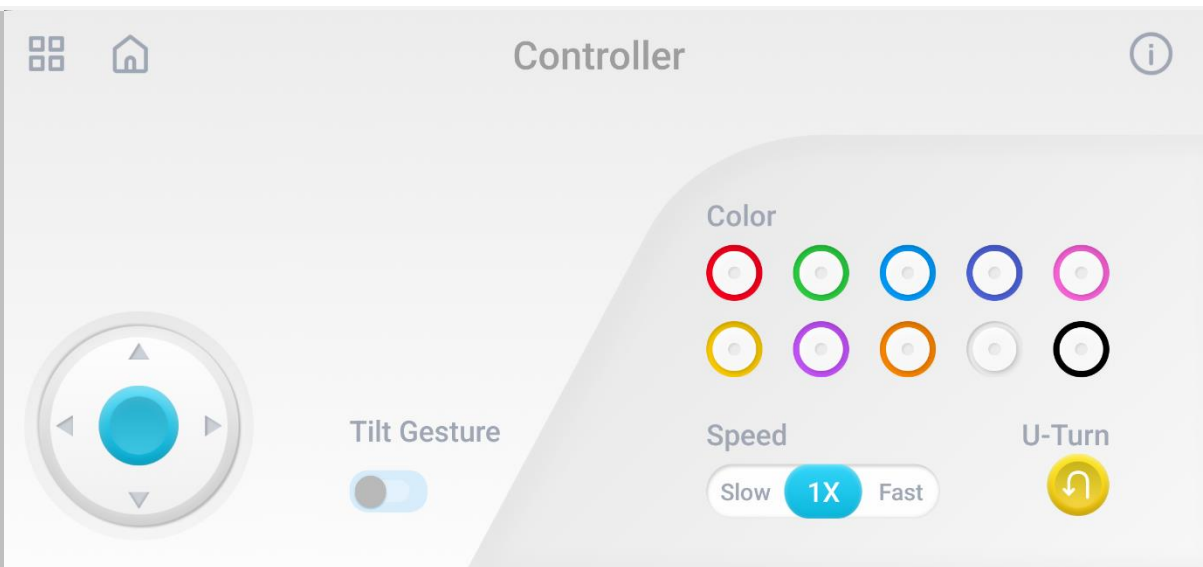 Controller
Color
Tilt Gesture
Speed
U-Turn
Slow 1X Fast